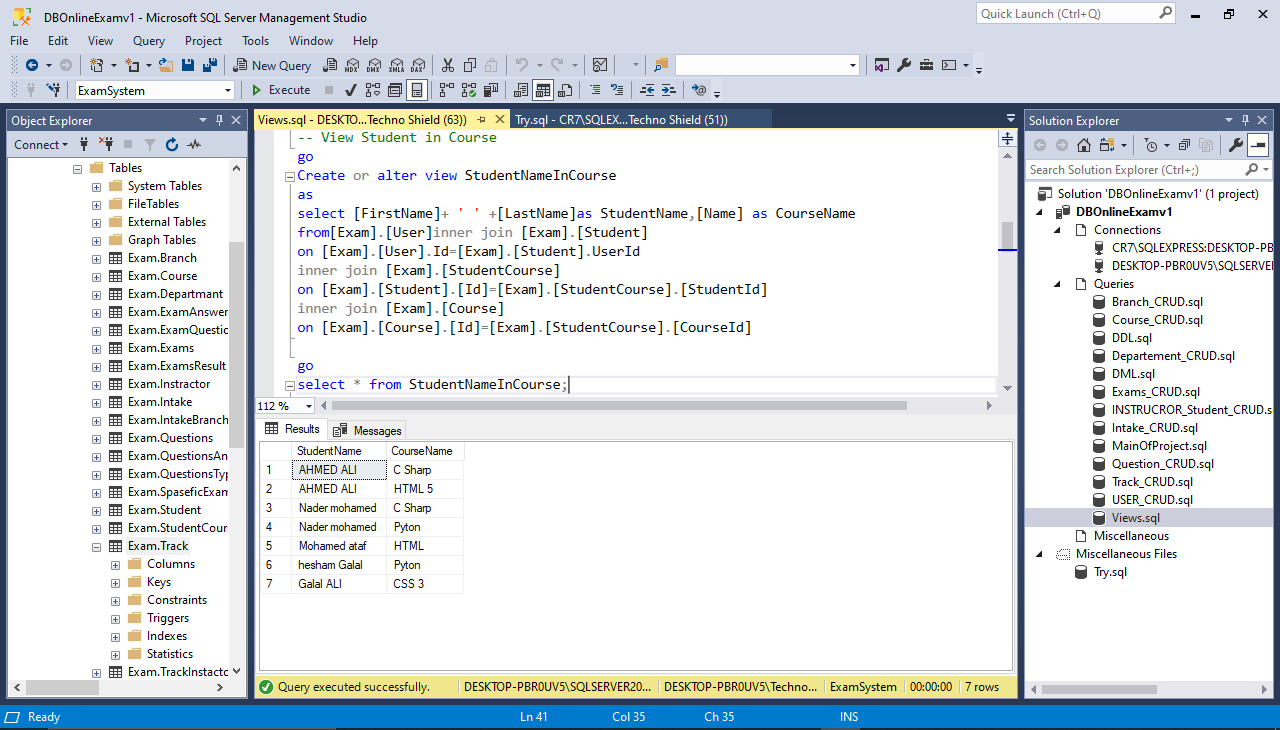 DBOnlineExamv1 - Microsoft SQL Server Management Studio
Quick Launch (Ctrl+Q)
File Edit View Query Project Tools Window Help
New Query MDX DMX XMLA DAX
ExamSystem Execute
Object Explorer
Connect
Tables
System Tables
FileTables
External Tables
Graph Tables
Exam.Branch
Exam.Course
Exam.Departmant
Exam.ExamAnswer
Exam.ExamQuestic
Exam.Exams
Exam.ExamsResult
Exam.Instractor
Exam.Intake
Exam.IntakeBranch
Exam.Questions
Exam.QuestionsAn
Exam.QuestionsTyp
Exam.SpaseficExam
Exam.Student
Exam.StudentCour
Exam.Track
Columns
Keys
Constraints
Triggers
Indexes
Statistics
Exam.TrackInstacto
Views.sql - DESKTO...Techno Shield (63))
Try.sql - CR7\SQLEX...Techno Shield (51))
-- View Student in Course
go
Create or alter view StudentNameInCourse
as
select [FirstName]+ ' ' +[LastName]as StudentName,[Name] as CourseName
from[Exam].[User]inner join [Exam].[Student]
on [Exam].[User].Id=[Exam].[Student].UserId
inner join [Exam].[StudentCourse]
on [Exam].[Student].[Id]=[Exam].[StudentCourse].[StudentId]
inner join [Exam].[Course]
on [Exam].[Course].[Id]=[Exam].[StudentCourse].[CourseId]
go
select * from StudentNameInCourse;
112 %
Results Messages
StudentName CourseName
1 AHMED ALI C Sharp
2 AHMED ALI HTML 5
3 Nader mohamed C Sharp
4 Nader mohamed Pyton
5 Mohamed ataf HTML
6 hesham Galal Pyton
7 Galal ALI CSS 3
Query executed successfully. DESKTOP-PBR0UV5\SQLSERVER20... DESKTOP-PBR0UV5\Techno... ExamSystem 00:00:00 7 rows
Solution Explorer
Search Solution Explorer (Ctrl+;)
Solution 'DBOnlineExamv1' (1 project)
DBOnlineExamv1
Connections
CR7\SQLEXPRESS:DESKTOP-PB
DESKTOP-PBR0UV5\SQLSERVER
Queries
Branch_CRUD.sql
Course_CRUD.sql
DDL.sql
Departement_CRUD.sql
DML.sql
Exams_CRUD.sql
INSTRUCROR_Student_CRUD.s
Intake_CRUD.sql
MainOfProject.sql
Question_CRUD.sql
Track_CRUD.sql
USER_CRUD.sql
Views.sql
Miscellaneous
Miscellaneous Files
Try.sql
Ready Ln 41 Col 35 Ch 35 INS